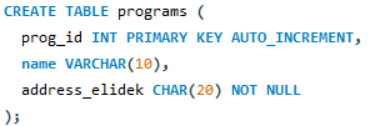 CREATE TABLE programs (
  prog_id INT PRIMARY KEY AUTO_INCREMENT,
  name VARCHAR(10),
  address_elidek CHAR(20) NOT NULL
);